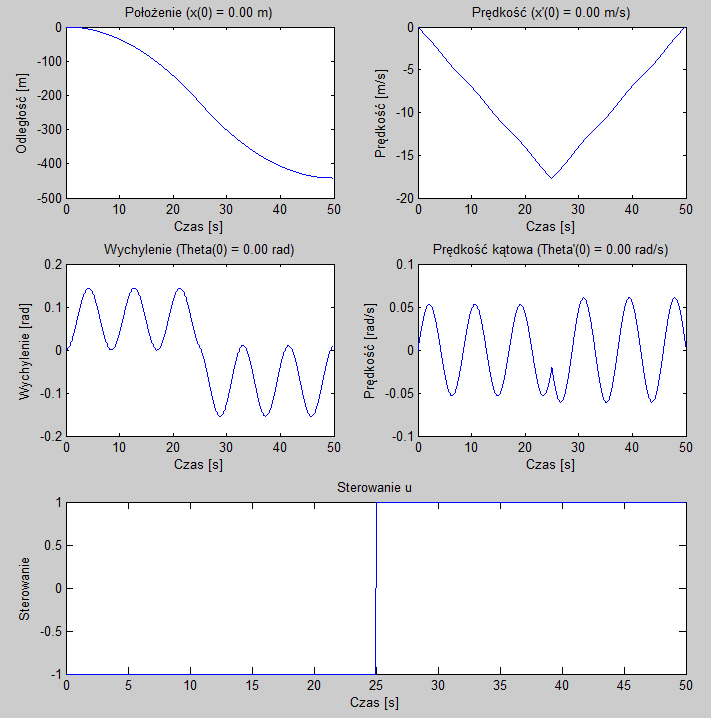 Położenie (x(0) = 0.00 m)
0
-100
-200
-300
-400
-500
Odległość [m]
0 10 20 30 40 50
Czas [s]
Prędkość (x'(0) = 0.00 m/s)
0
-5
-10
-15
-20
Prędkość [m/s]
0 10 20 30 40 50
Czas [s]
Wychylenie (Theta(0) = 0.00 rad)
0.2
0.1
0
-0.1
-0.2
Wychylenie [rad]
0 10 20 30 40 50
Czas [s]
Prędkość kątowa (Theta'(0) = 0.00 rad/s)
0.1
0.05
0
-0.05
-0.1
Prędkość [rad/s]
0 10 20 30 40 50
Czas [s]
Sterowanie u
1
0.5
0
-0.5
-1
Sterowanie
0 5 10 15 20 25 30 35 40 45 50
Czas [s]